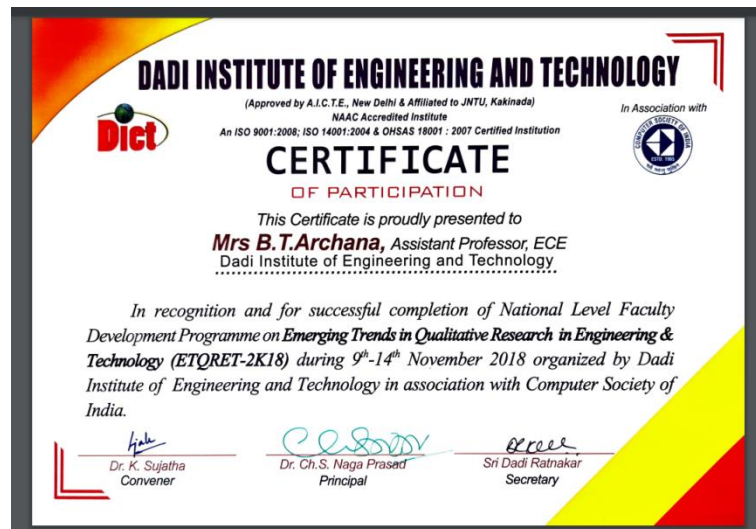 DADI INSTITUTE OF ENGINEERING AND TECHNOLOGY
(Approved by A.I.C.T.E., New Delhi & Affiliated to JNTU, Kakinada)
NAAC Accredited Institute
An ISO 9001:2008; ISO 14001:2004 & OHSAS 18001 : 2007 Certified Institution
Diet
In Association with
COMPUTER SOCIETY OF INDIA
ESTD. 1965
CERTIFICATE
OF PARTICIPATION
This Certificate is proudly presented to
Mrs B.T.Archana, Assistant Professor, ECE
Dadi Institute of Engineering and Technology
In recognition and for successful completion of National Level Faculty
Development Programme on Emerging Trends in Qualitative Research in Engineering &
Technology (ETQRET-2K18) during 9th-14th November 2018 organized by Dadi
Institute of Engineering and Technology in association with Computer Society of
India.
Dr. K. Sujatha
Convener
Dr. Ch.S. Naga Prasad
Principal
Sri Dadi Ratnakar
Secretary